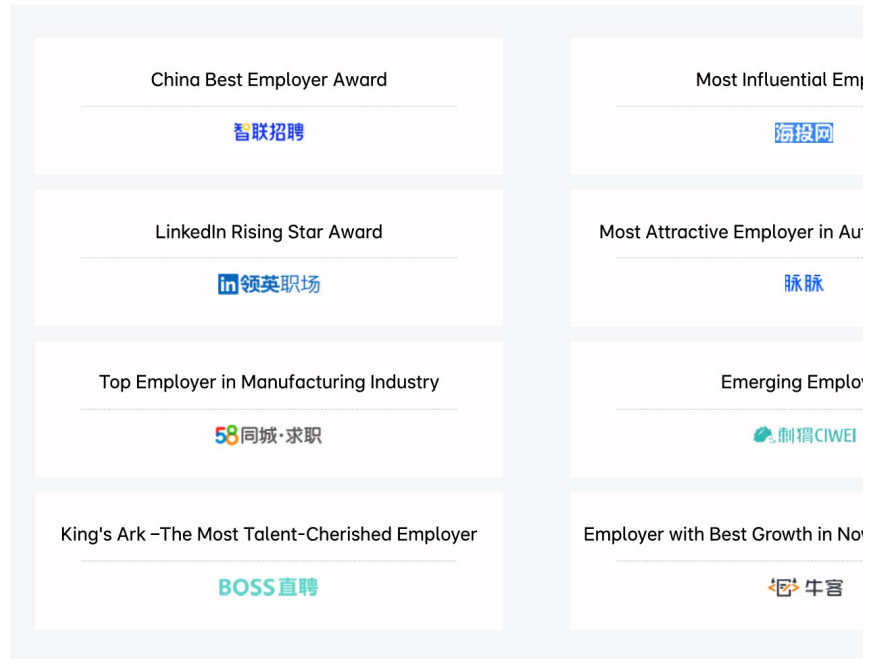 China Best Employer Award
智联招聘
LinkedIn Rising Star Award
in领英职场
Top Employer in Manufacturing Industry
58同城·求职
King's Ark –The Most Talent-Cherished Employer
BOSS直聘
Most Influential Emp
海投网
Most Attractive Employer in Au
脉脉
Emerging Emplo
刺猬CIWEI
Employer with Best Growth in No
牛客